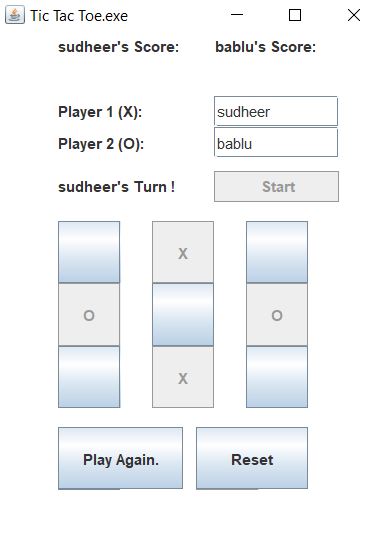 Tic Tac Toe.exe
sudheer's Score: bablu's Score:
Player 1 (X): sudheer
Player 2 (O): bablu
sudheer's Turn ! Start
X
O O
X
Play Again. Reset